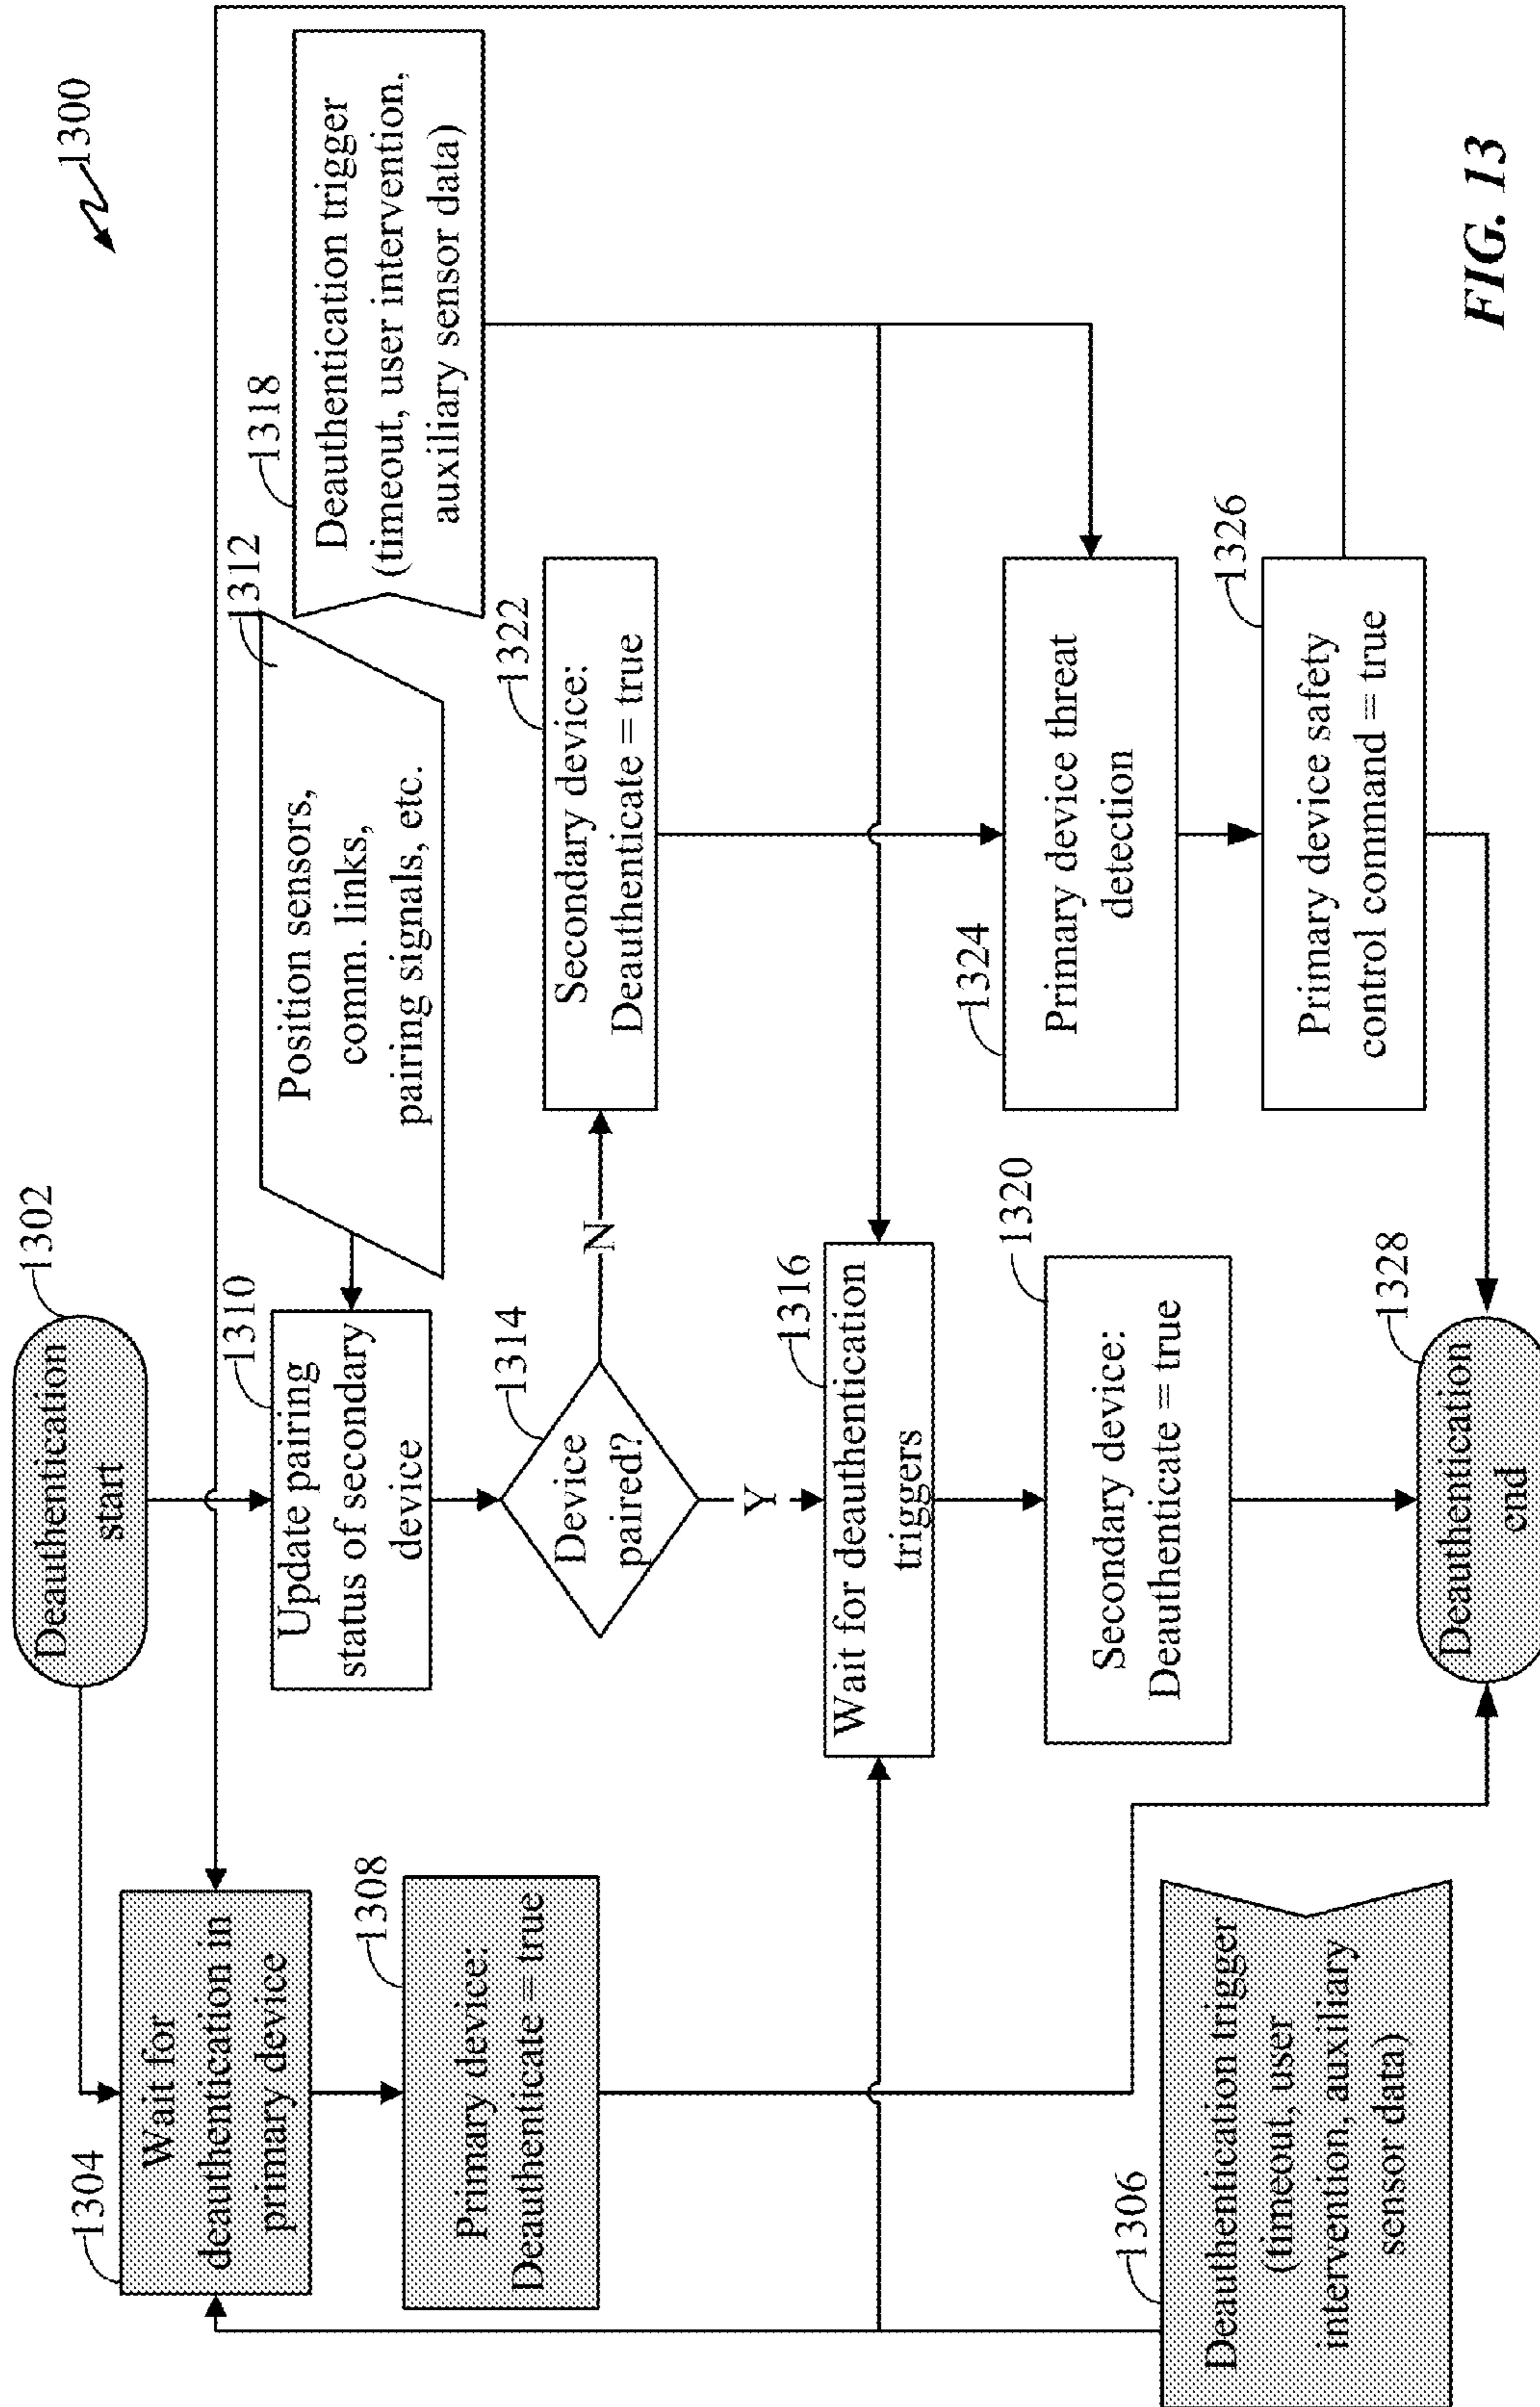 1300
1302
Deauthentication
start
1304
Wait for
deauthentication in
primary device
1308
Primary device:
Deauthenticate = true
1310
Update pairing
status of secondary
device
1312
Position sensors,
comm. links,
pairing signals, etc.
1318
Deauthentication trigger
(timeout, user intervention,
auxiliary sensor data)
1314
Device
paired?
N
Y
1322
Secondary device:
Deauthenticate = true
1316
Wait for deauthentication
triggers
1324
Primary device threat
detection
1320
Secondary device:
Deauthenticate = true
1306
Deauthentication trigger
(timeout, user
intervention, auxiliary
sensor data)
1326
Primary device safety
control command = true
1328
Deauthentication
end
FIG. 13